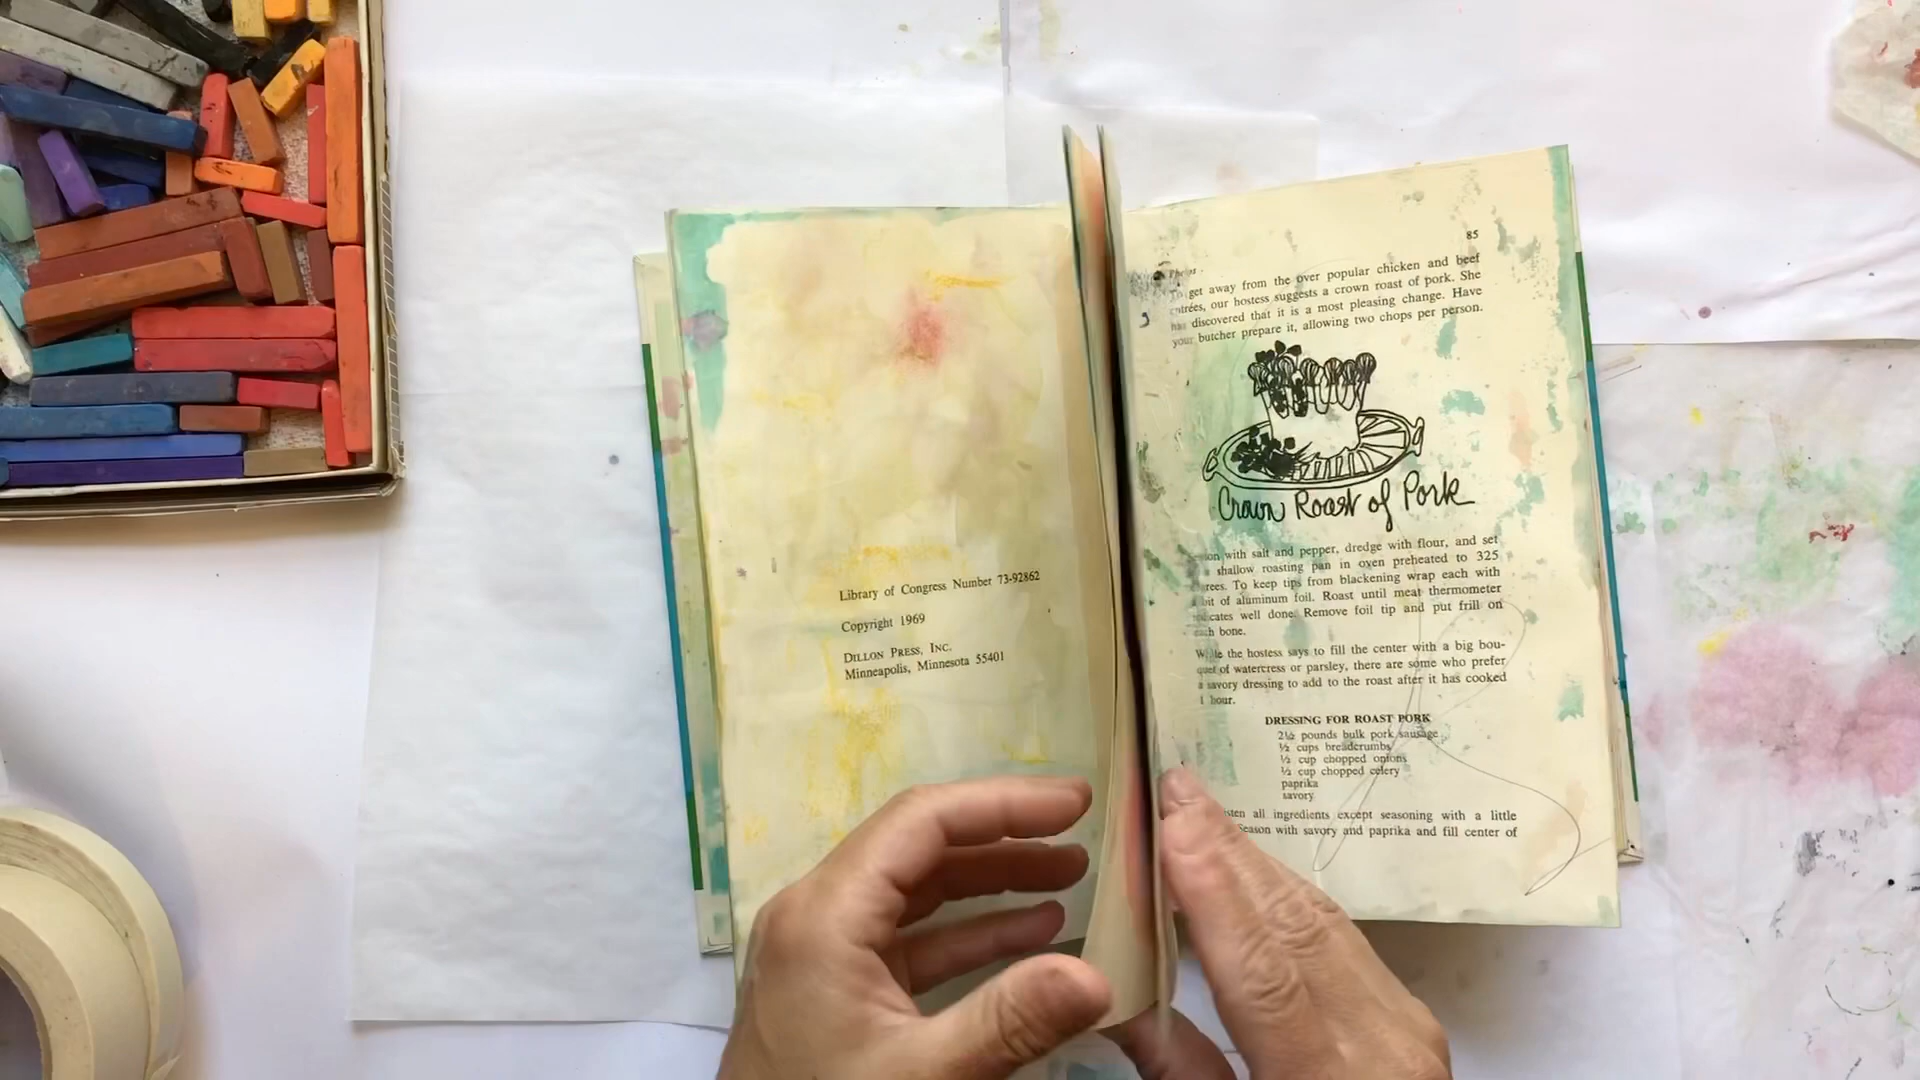 Library of Congress Number 73-92862
Copyright 1969
DILLON PRESS, INC.
Minneapolis, Minnesota 55401
85
Phelps
get away from the over popular chicken and beef
entrées, our hostess suggests a crown roast of pork. She
has discovered that it is a most pleasing change. Have
your butcher prepare it, allowing two chops per person.
Crown Roast of Pork
with salt and pepper, dredge with flour, and set
shallow roasting pan in oven preheated to 325
rees. To keep tips from blackening wrap each with
bit of aluminum foil. Roast until meat thermometer
cates well done. Remove foil tip and put frill on
each bone.
While the hostess says to fill the center with a big bou-
quet of watercress or parsley, there are some who prefer
a savory dressing to add to the roast after it has cooked
1 hour.
DRESSING FOR ROAST PORK
2½ pounds bulk pork sausage
½ cups breadcrumbs
½ cup chopped onions
½ cup chopped celery
paprika
savory
sten all ingredients except seasoning with a little
Season with savory and paprika and fill center of